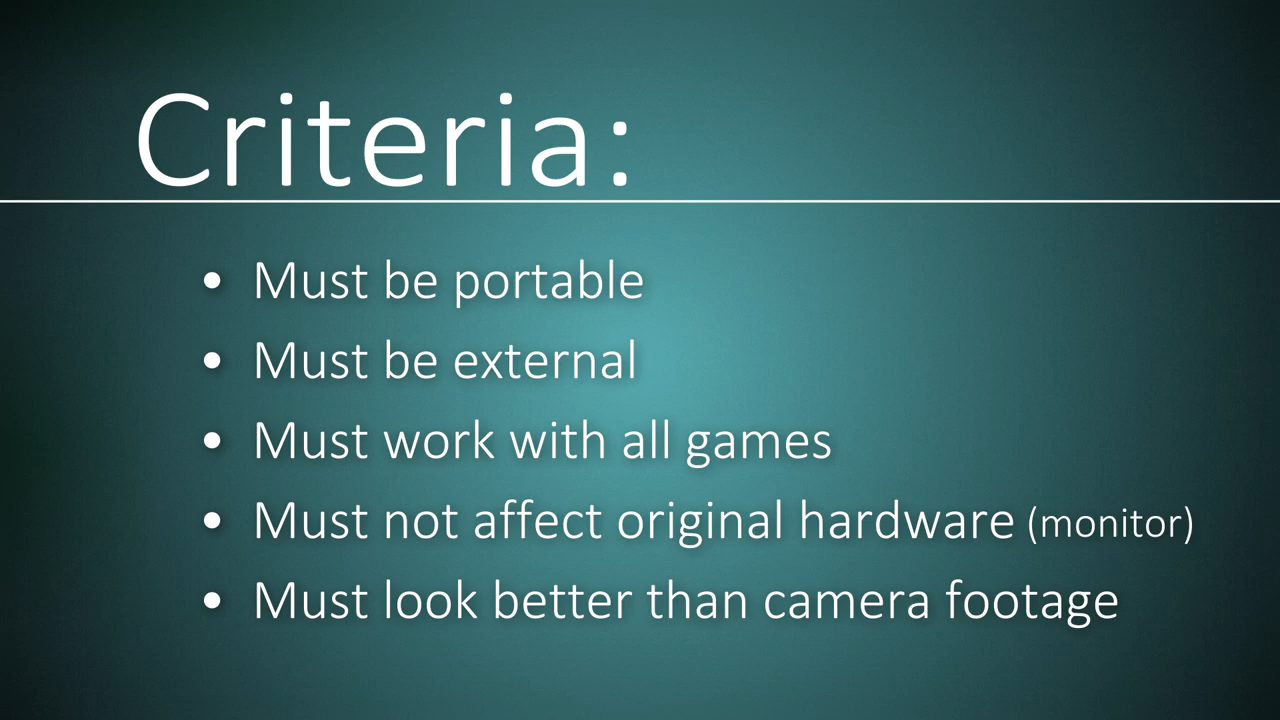 Criteria:
• Must be portable
• Must be external
• Must work with all games
• Must not affect original hardware (monitor)
• Must look better than camera footage